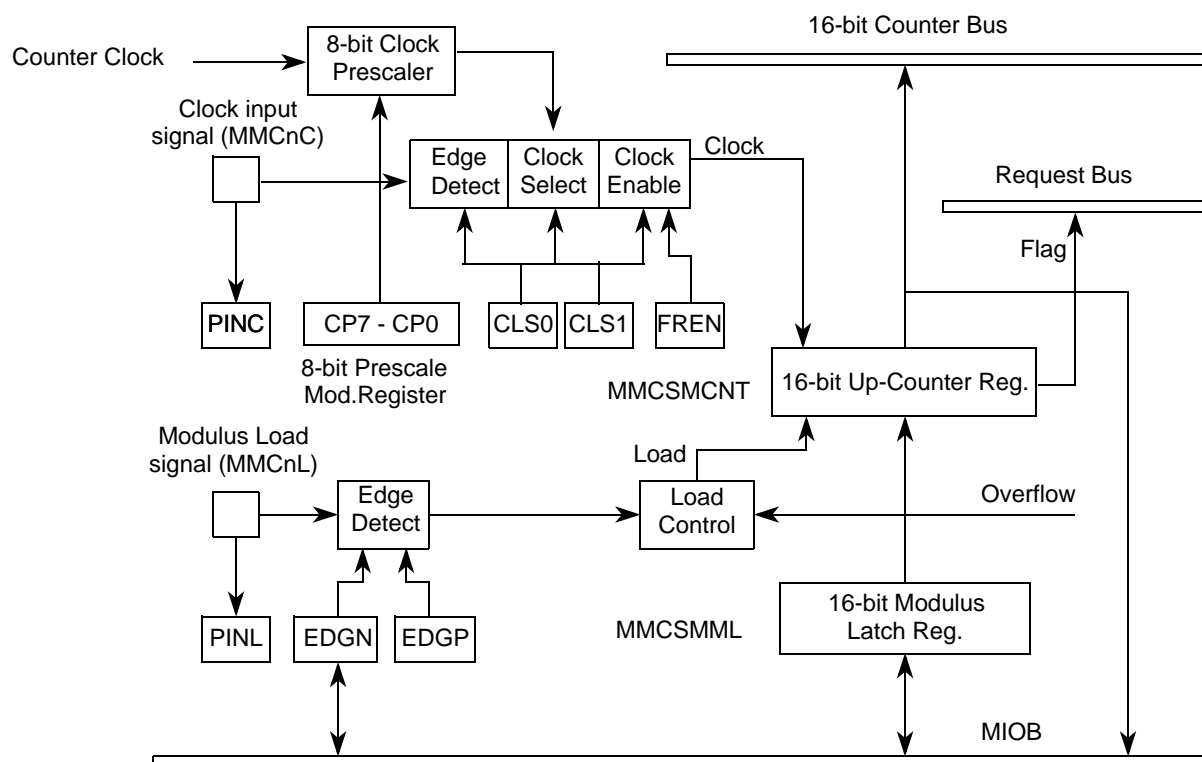 16-bit Counter Bus
8-bit Clock
Prescaler
Counter Clock
Clock input
signal (MMCnC)
Edge
Detect
Clock
Select
Clock
Enable
Clock
Request Bus
Flag
PINC
CP7 - CP0
CLS0
CLS1
FREN
8-bit Prescale
Mod.Register
MMCSMCNT
16-bit Up-Counter Reg.
Modulus Load
signal (MMCnL)
Load
Edge
Detect
Load
Control
Overflow
PINL
EDGN
EDGP
MMCSMML
16-bit Modulus
Latch Reg.
MIOB